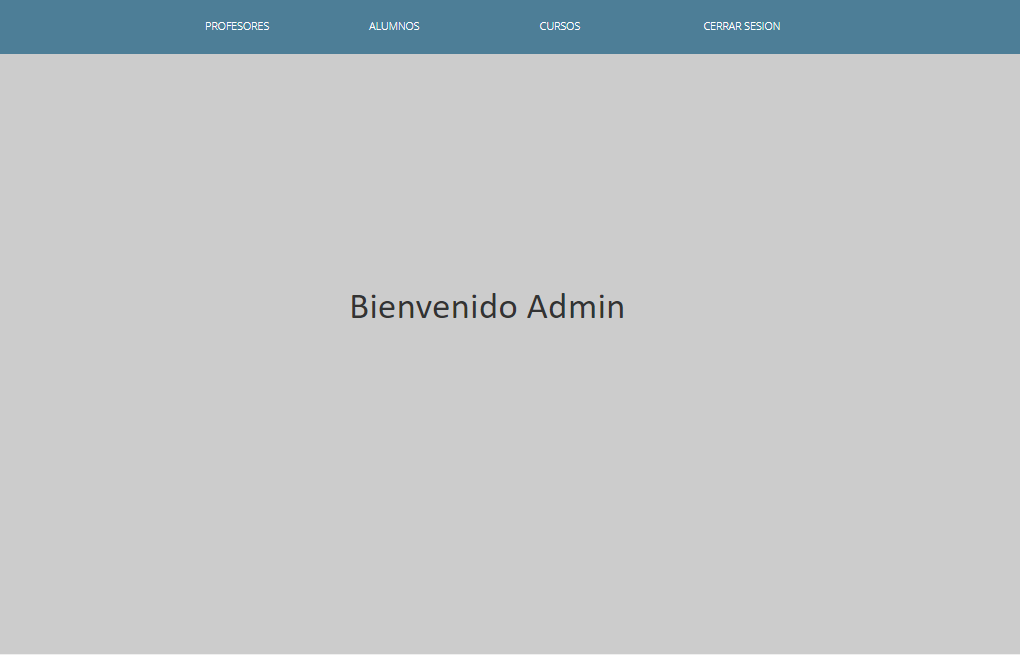 PROFESORES ALUMNOS CURSOS CERRAR SESION
Bienvenido Admin